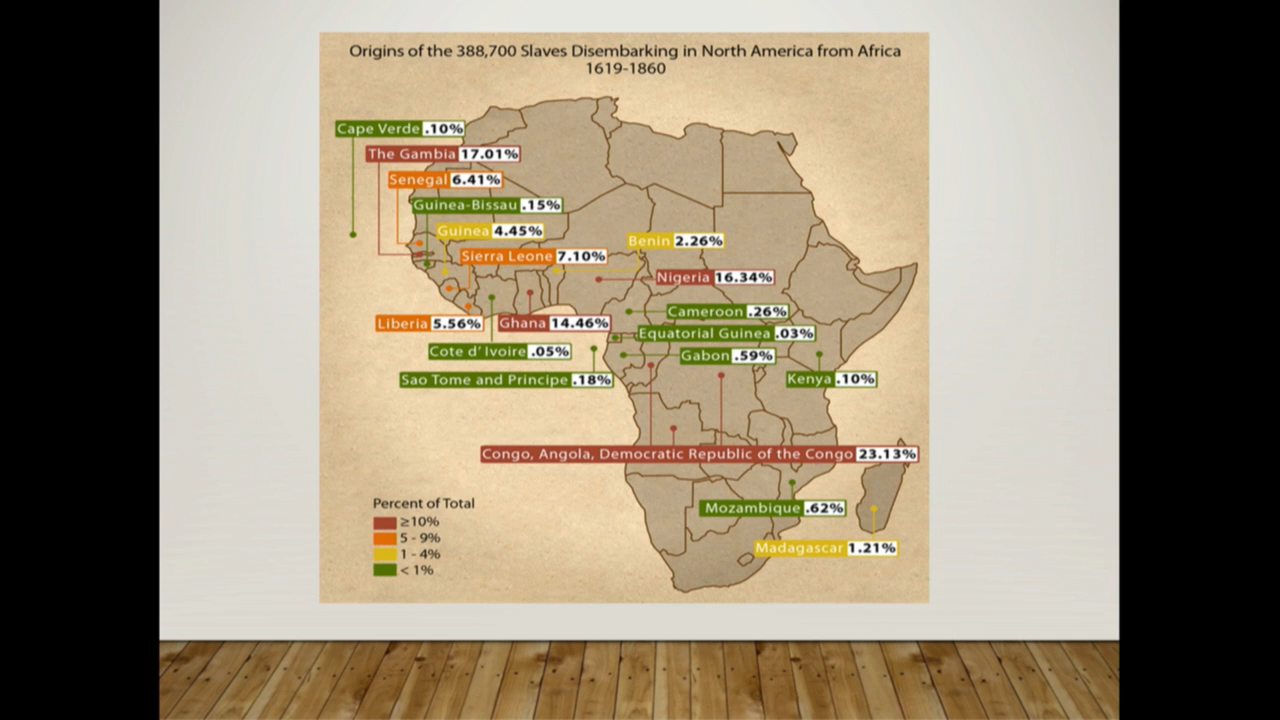 Origins of the 388,700 Slaves Disembarking in North America from Africa
1619-1860
Cape Verde .10%
The Gambia 17.01%
Senegal 6.41%
Guinea-Bissau .15%
Guinea 4.45%
Benin 2.26%
Sierra Leone 7.10%
Nigeria 16.34%
Cameroon .26%
Liberia 5.56%
Ghana 14.46%
Equatorial Guinea .03%
Cote d' Ivoire .05%
Gabon .59%
Sao Tome and Principe .18%
Kenya .10%
Congo, Angola, Democratic Republic of the Congo 23.13%
Mozambique .62%
Madagascar 1.21%
Percent of Total
≥10%
5 - 9%
1 - 4%
< 1%